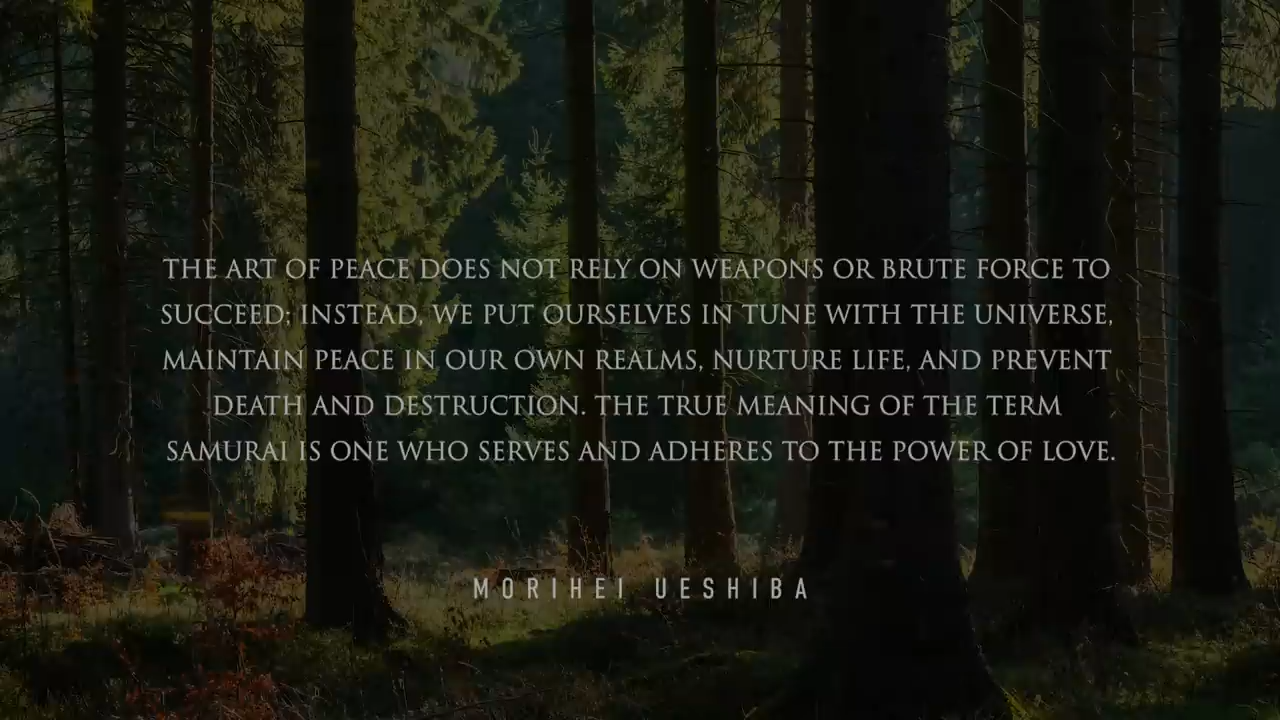 THE ART OF PEACE DOES NOT RELY ON WEAPONS OR BRUTE FORCE TO
SUCCEED; INSTEAD, WE PUT OURSELVES IN TUNE WITH THE UNIVERSE,
MAINTAIN PEACE IN OUR OWN REALMS, NURTURE LIFE, AND PREVENT
DEATH AND DESTRUCTION. THE TRUE MEANING OF THE TERM
SAMURAI IS ONE WHO SERVES AND ADHERES TO THE POWER OF LOVE.
MORIHEI UESHIBA